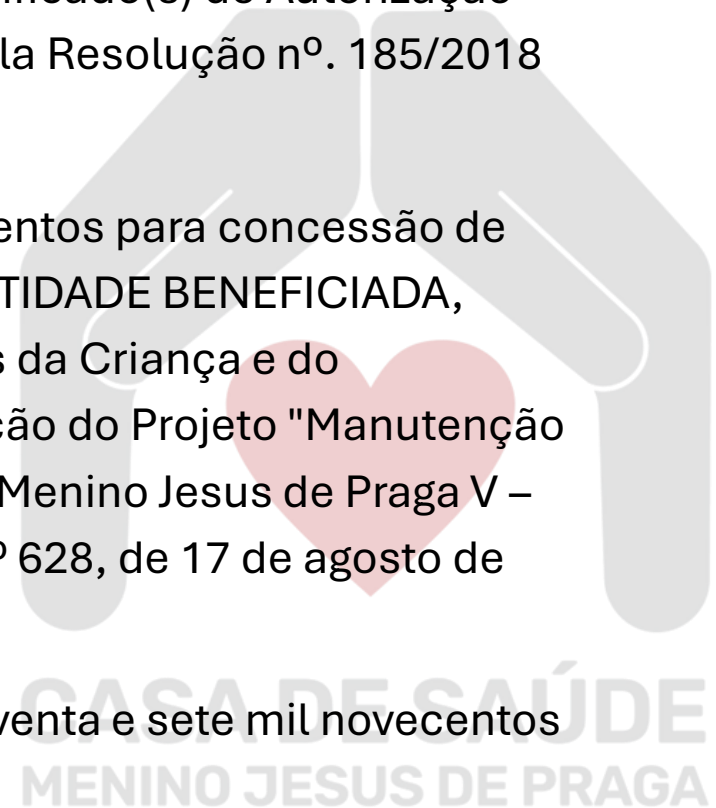 la Resolução nº. 185/2018
entos para concessão de
TIDADE BENEFICIADA,
s da Criança e do
ção do Projeto "Manutenção
Menino Jesus de Praga V –
º 628, de 17 de agosto de
venta e sete mil novecentos
CASA DE SAÚDE
MENINO JESUS DE PRAGA